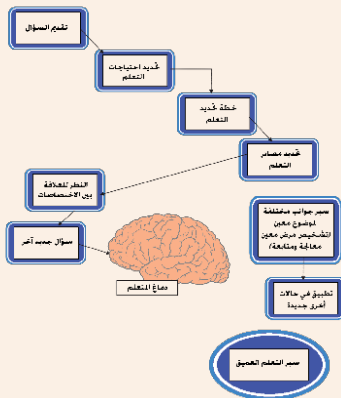 تقديم السؤال
تحديد احتياجات
التعلم
خطة تحديد
التعلم
تحديد مصادر
التعلم
النظر للعلاقة
بين الاختصاصات
سؤال جديد آخر
دماغ المتعلم
سبر جوانب مختلفة
لموضوع معين
(تشخيص مرض معين
معالجة ومتابعة)
تطبيق في حالات
أخرى جديدة
سبر التعلم العميق